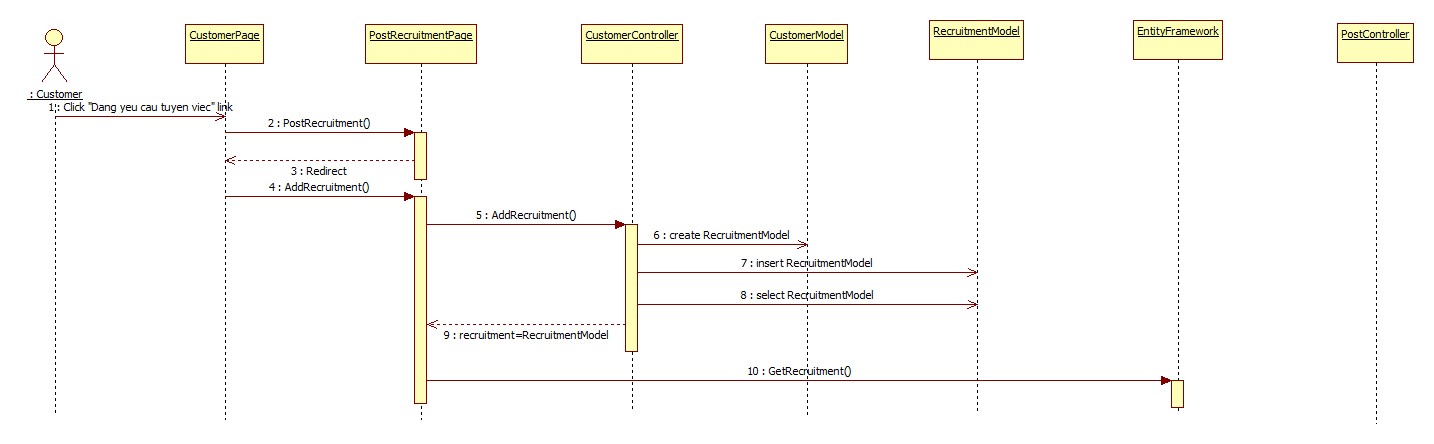 CustomerPage
PostRecruitmentPage
CustomerController
CustomerModel
RecruitmentModel
EntityFramework
PostController
: Customer
1 : Click "Dang yeu cau tuyen viec" link
2 : PostRecruitment()
3 : Redirect
4 : AddRecruitment()
5 : AddRecruitment()
6 : create RecruitmentModel
7 : insert RecruitmentModel
8 : select RecruitmentModel
9 : recruitment=RecruitmentModel
10 : GetRecruitment()